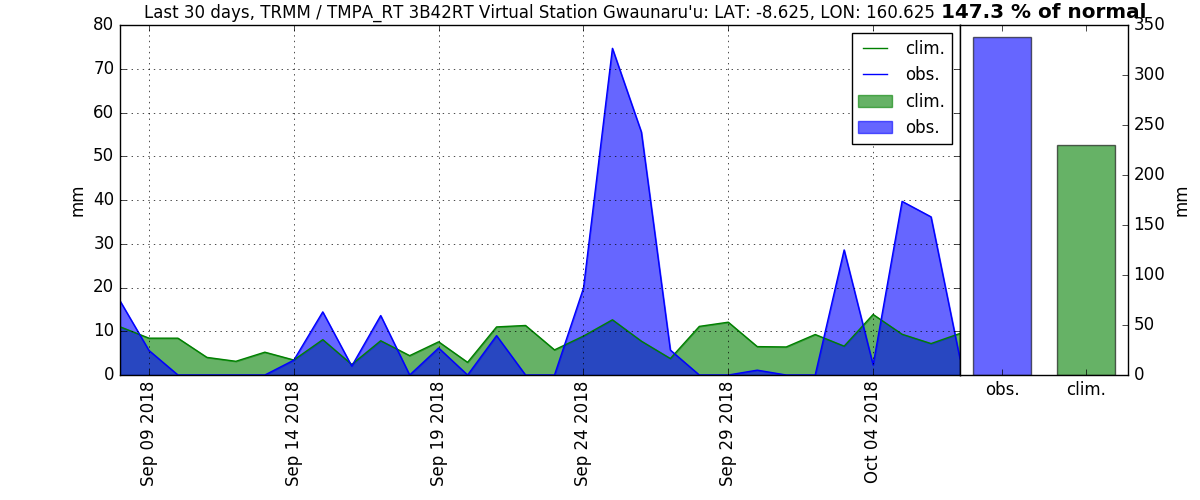 Last 30 days, TRMM / TMPA_RT 3B42RT Virtual Station Gwaunaru'u: LAT: -8.625, LON: 160.625 147.3 % of normal
80
70
60
50
40
30
20
10
0
mm
clim.
obs.
clim.
obs.
350
300
250
200
150
100
50
0
mm
Sep 09 2018
Sep 14 2018
Sep 19 2018
Sep 24 2018
Sep 29 2018
Oct 04 2018
obs. clim.